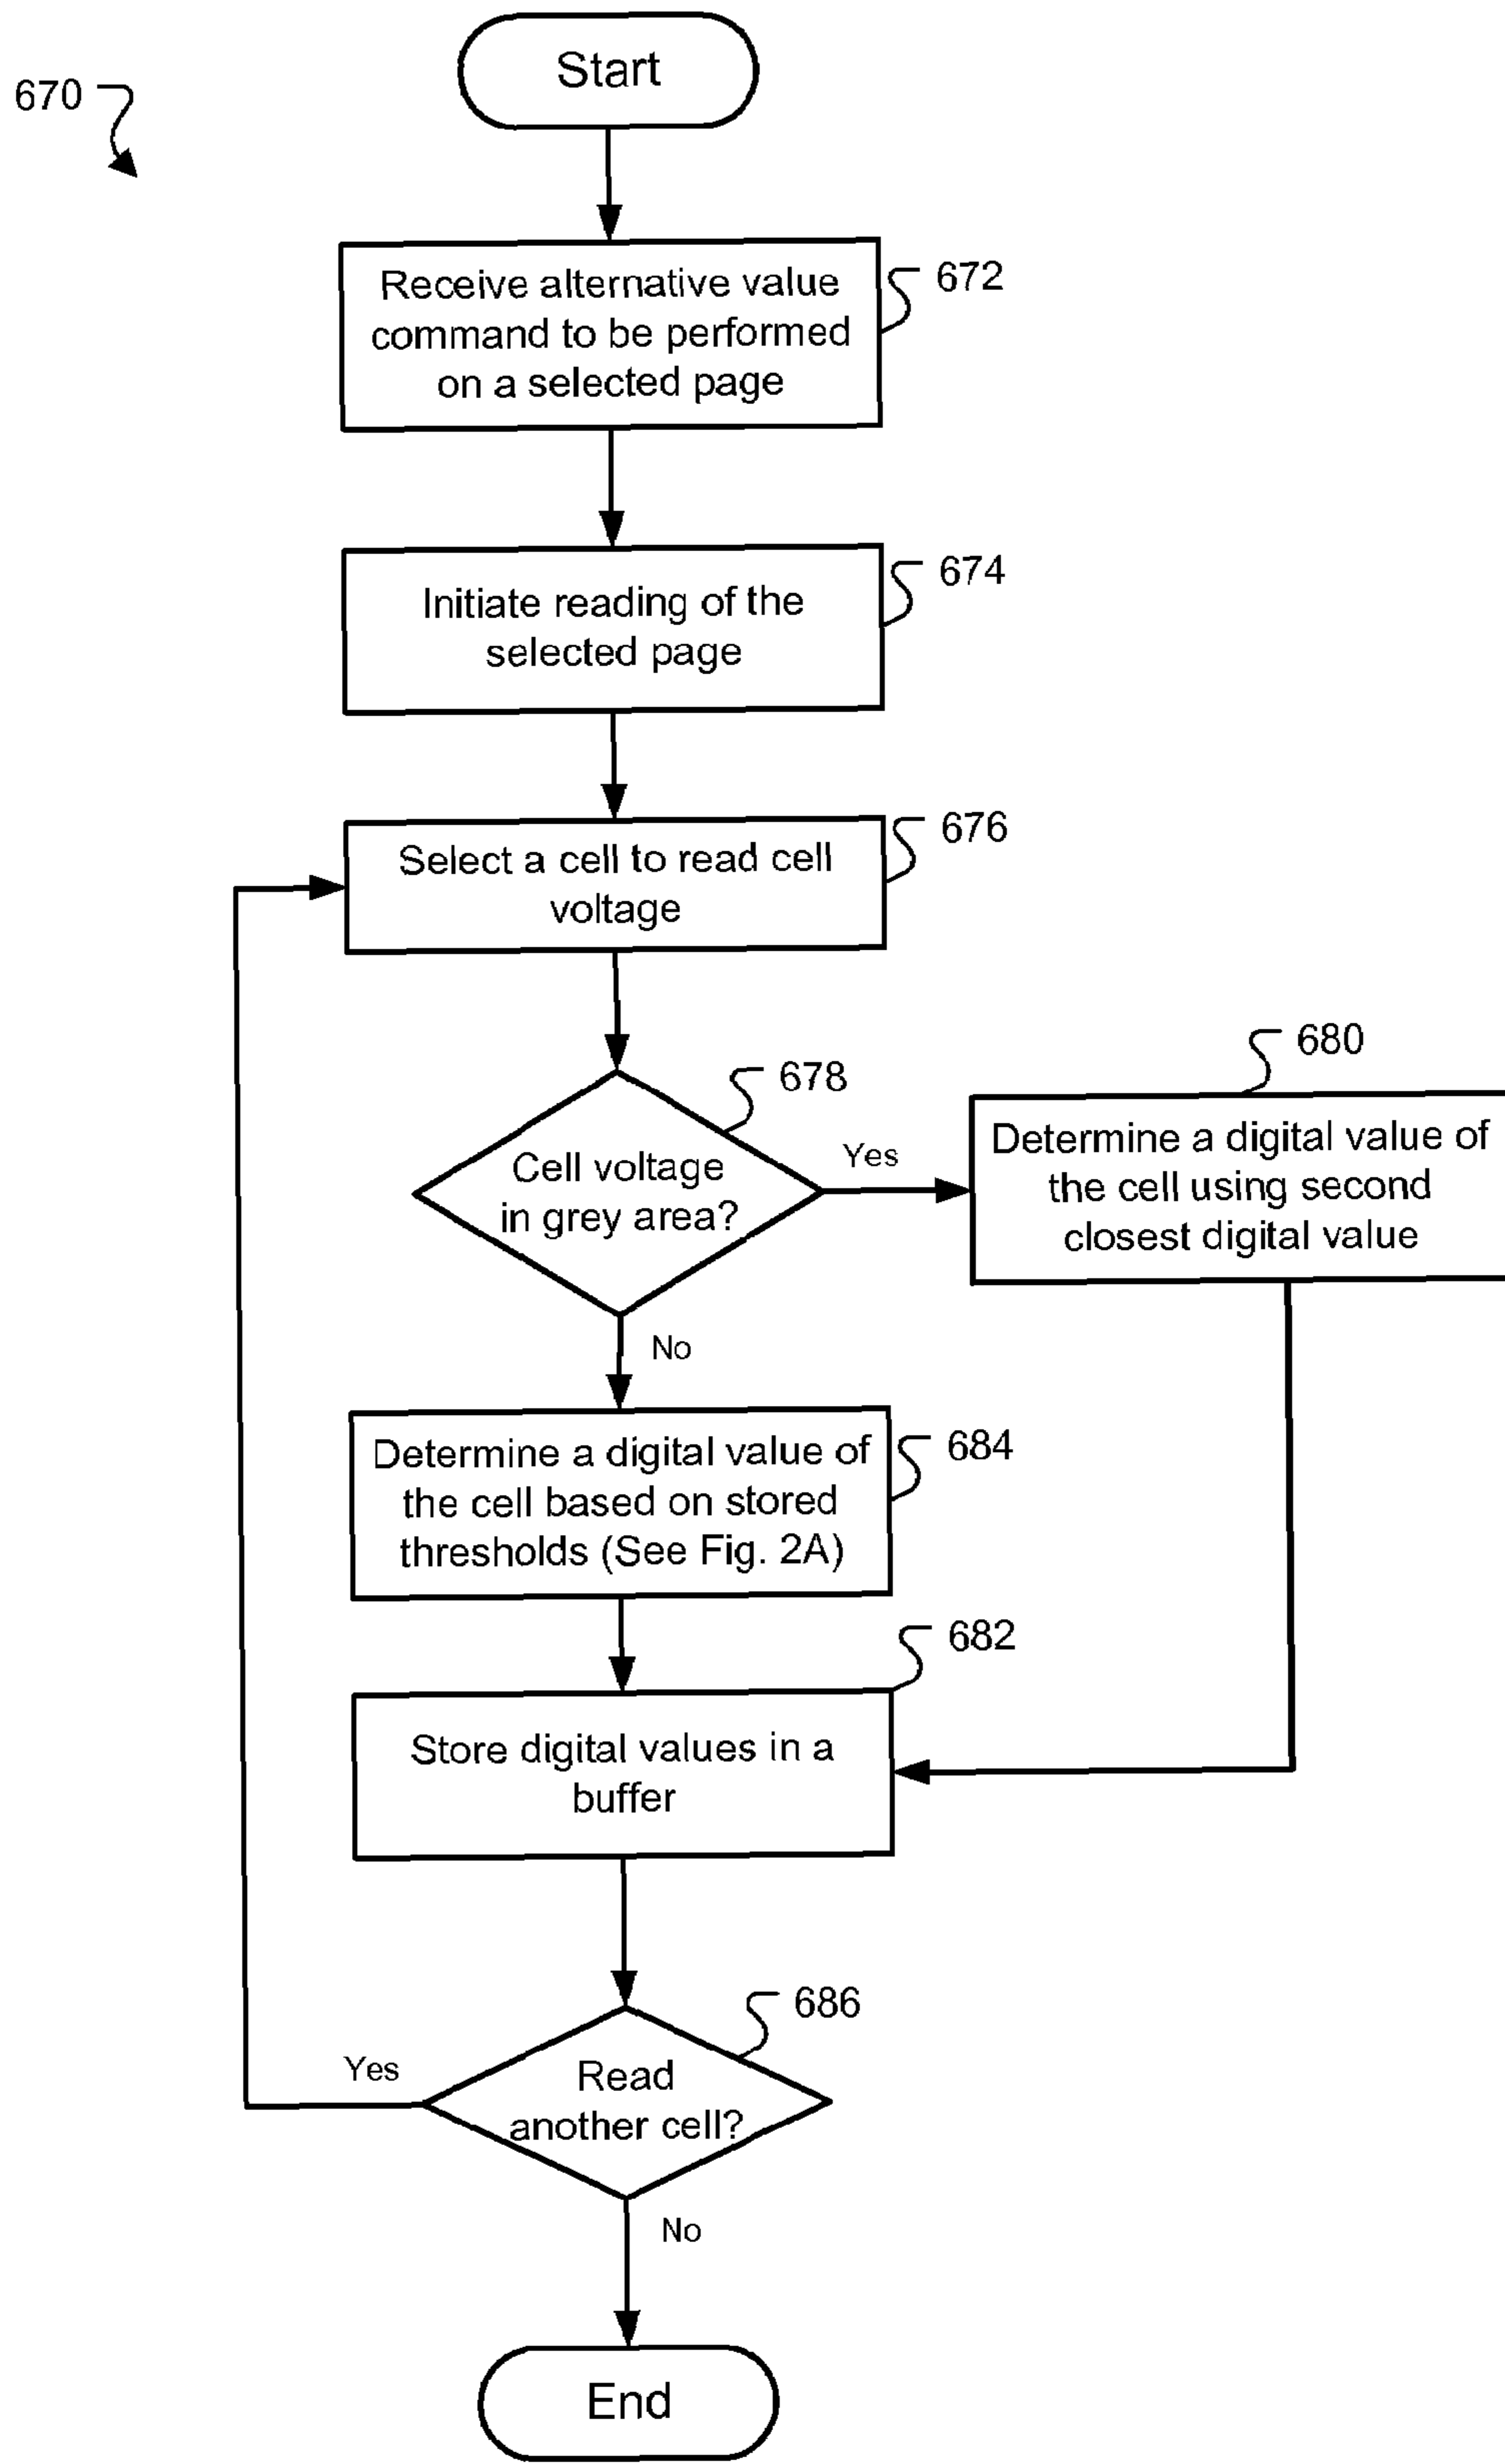 Start
670
Receive alternative value
command to be performed
on a selected page
672
Initiate reading of the
selected page
674
Select a cell to read cell
voltage
676
Cell voltage
in grey area?
678
Yes
Determine a digital value of
the cell using second
closest digital value
680
No
Determine a digital value of
the cell based on stored
thresholds (See Fig. 2A)
684
Store digital values in a
buffer
682
Read
another cell?
686
Yes
No
End